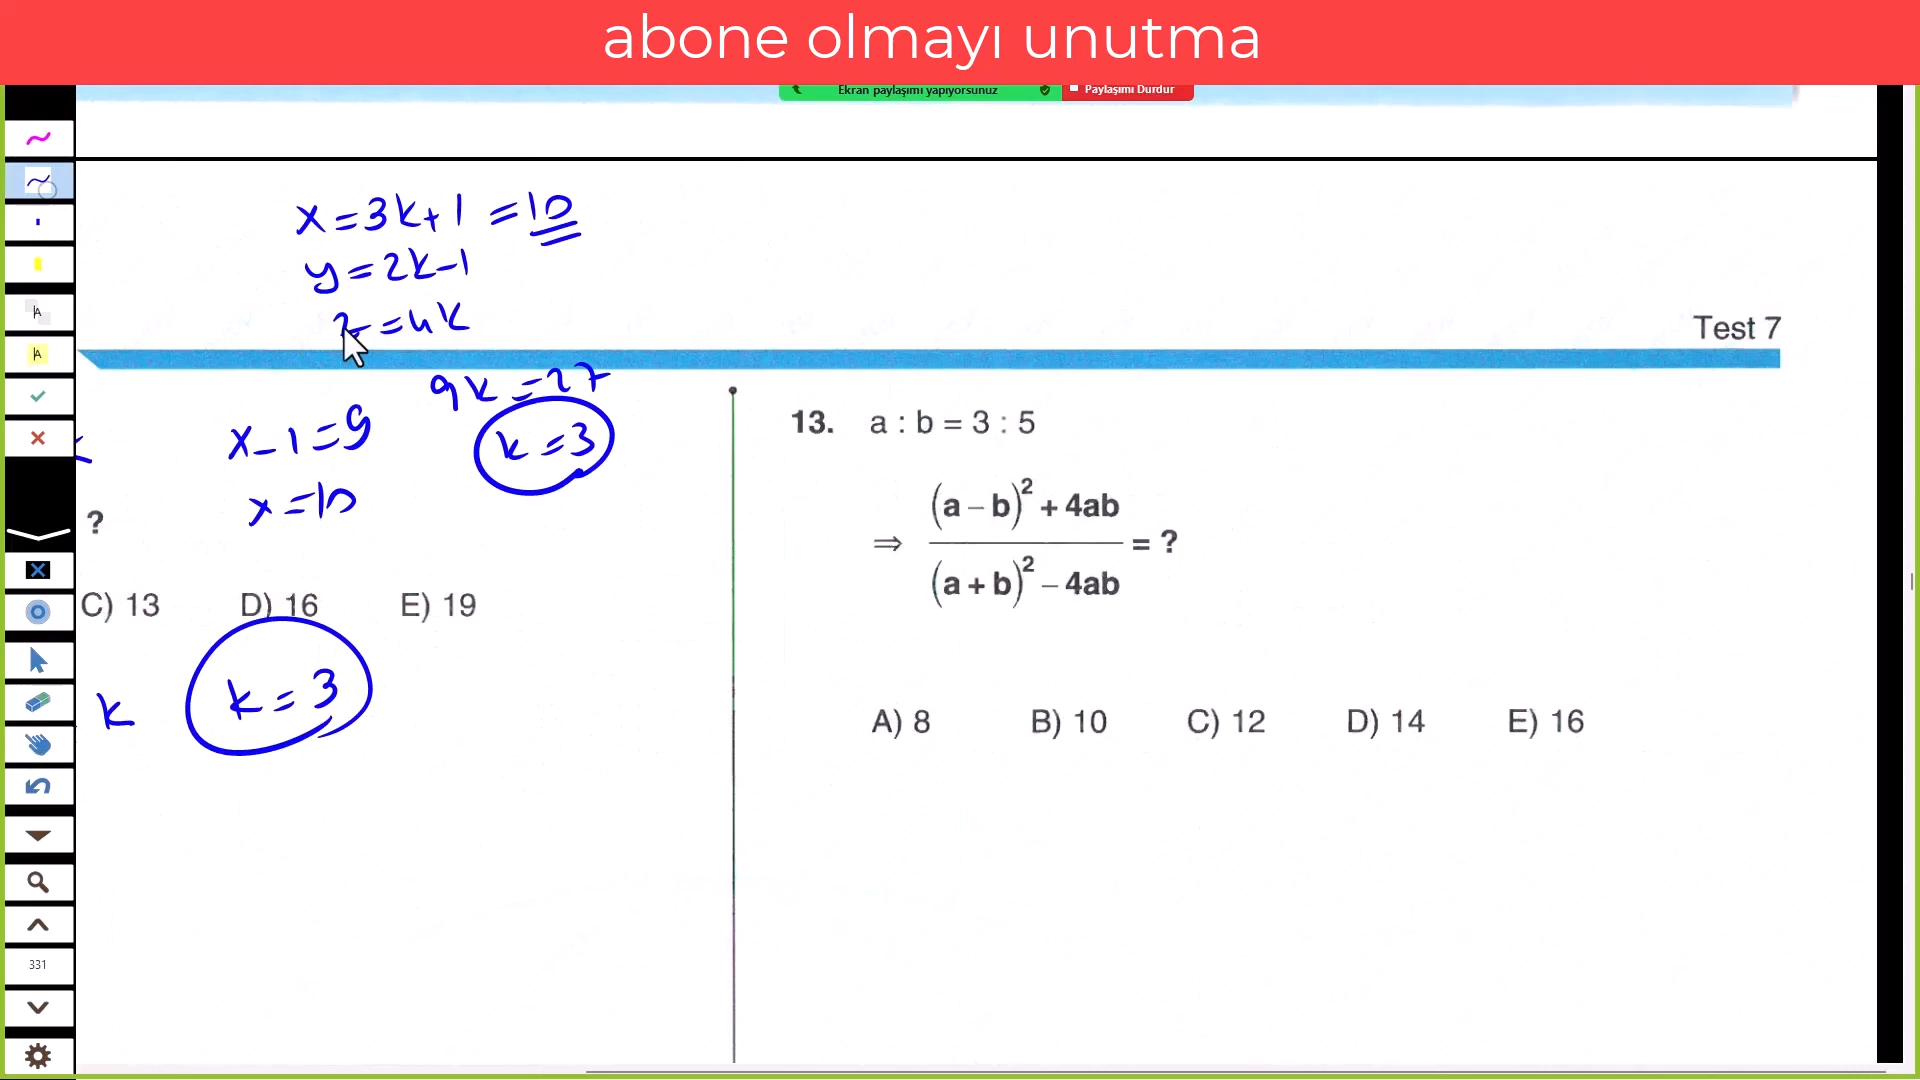 abone olmayı unutma
Ekran paylaşımı yapıyorsunuz
Paylaşımı Durdur
x=3k+1 =10
y=2k-1
z=4k
Test 7
9k=27
k=3
x-1=9
x=10
?
C) 13 D) 16 E) 19
k
k=3
13. a : b = 3 : 5
⇒ ((a – b)² + 4ab) / ((a + b)² – 4ab) = ?
A) 8 B) 10 C) 12 D) 14 E) 16
331